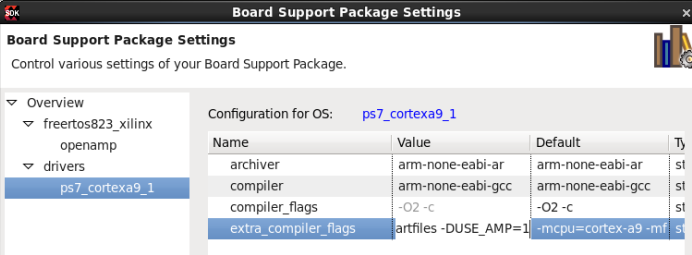 SDK Board Support Package Settings
Board Support Package Settings
Control various settings of your Board Support Package.
Overview
freertos823_xilinx
openamp
drivers
ps7_cortexa9_1
Configuration for OS: ps7_cortexa9_1
Name Value Default Ty
archiver arm-none-eabi-ar arm-none-eabi-ar st
compiler arm-none-eabi-gcc arm-none-eabi-gcc st
compiler_flags -O2 -c -O2 -c st
extra_compiler_flags artfiles -DUSE_AMP=1 -mcpu=cortex-a9 -mf st